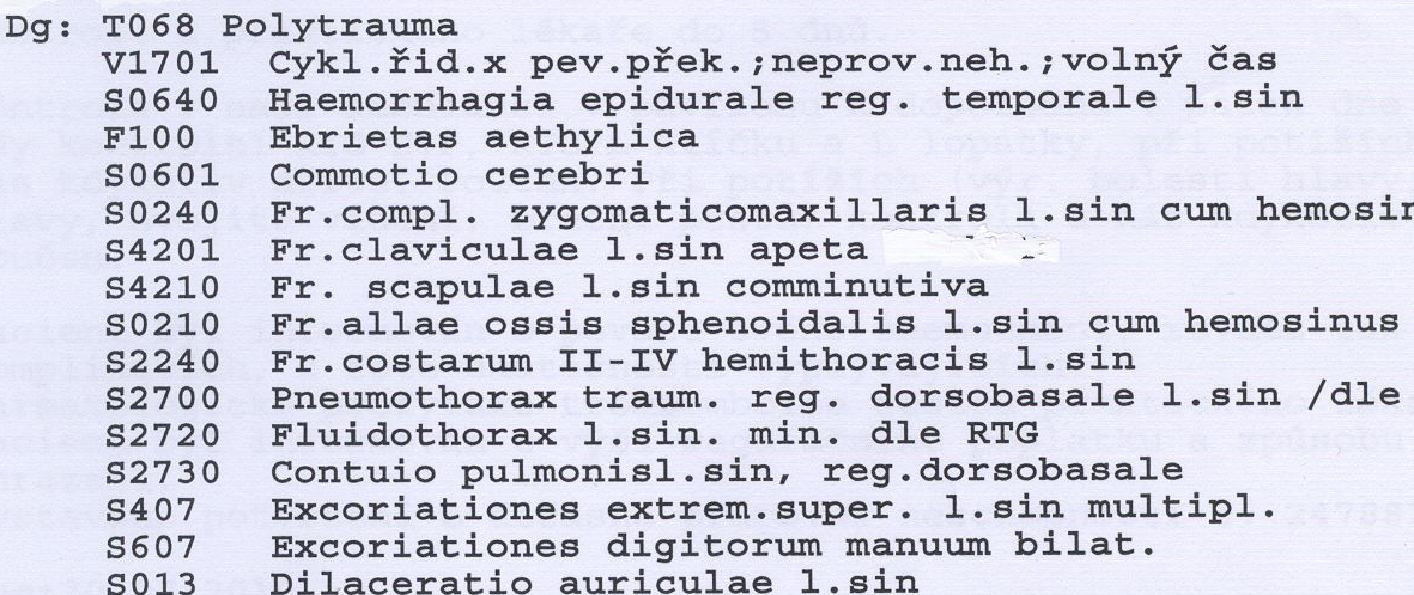 Dg: T068 Polytrauma
V1701 Cykl.řid.x pev.přek.;neprov.neh.;volný čas
S0640 Haemorrhagia epidurale reg. temporale l.sin
F100 Ebrietas aethylica
S0601 Commotio cerebri
S0240 Fr.compl. zygomaticomaxillaris l.sin cum hemosin
S4201 Fr.claviculae l.sin apeta
S4210 Fr. scapulae l.sin comminutiva
S0210 Fr.allae ossis sphenoidalis l.sin cum hemosinus
S2240 Fr.costarum II-IV hemithoracis l.sin
S2700 Pneumothorax traum. reg. dorsobasale l.sin /dle
S2720 Fluidothorax l.sin. min. dle RTG
S2730 Contuio pulmonisl.sin, reg.dorsobasale
S407 Excoriationes extrem.super. l.sin multipl.
S607 Excoriationes digitorum manuum bilat.
S013 Dilaceratio auriculae l.sin